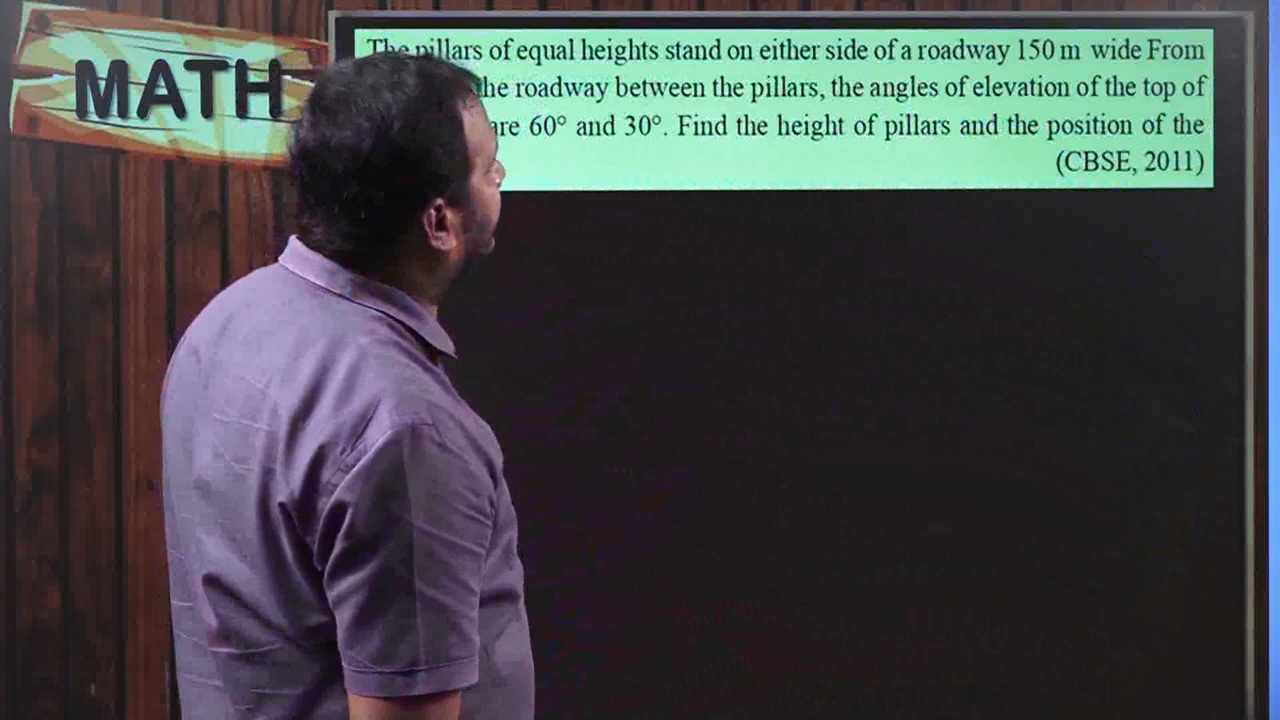 MATH
The pillars of equal heights stand on either side of a roadway 150 m wide From
the roadway between the pillars, the angles of elevation of the top of
are 60° and 30°. Find the height of pillars and the position of the
(CBSE, 2011)